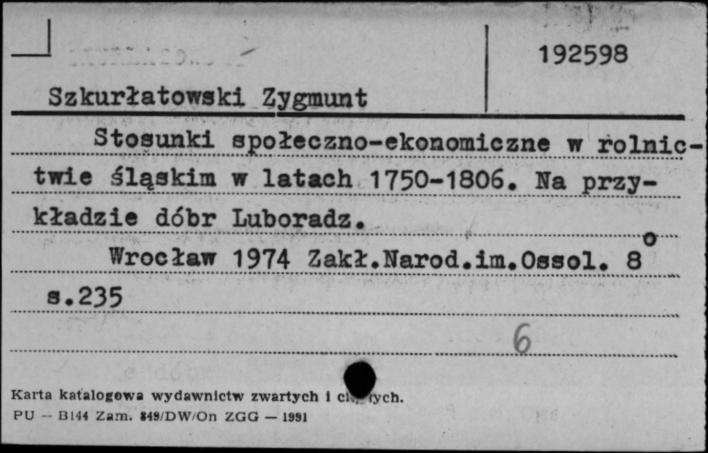 192598
Szkurłatowski Zygmunt
Stosunki społeczno-ekonomiczne w rolnic-
twie śląskim w latach 1750-1806. Na przy-
kładzie dóbr Luboradz.
Wrocław 1974 Zakł.Narod.im.Ossol. 8°
s.235
6
Karta katalogowa wydawnictw zwartych i
PU -- B144 Zam. 849/DW/On ZGG — 1991